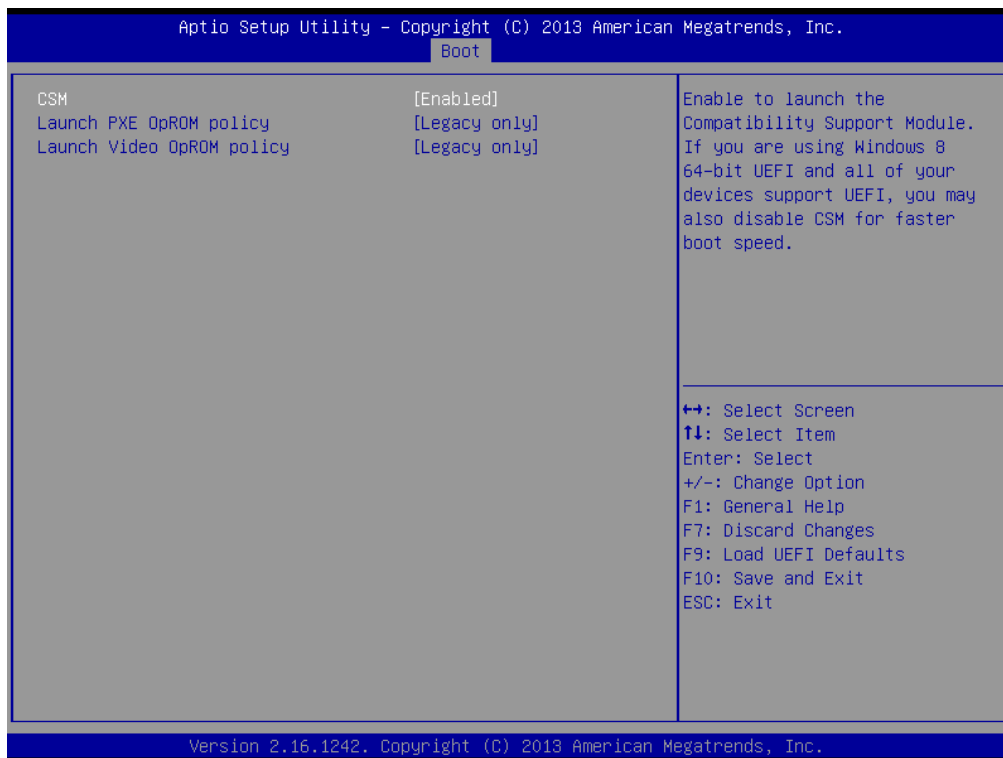 Aptio Setup Utility – Copyright (C) 2013 American Megatrends, Inc.
Boot
CSM [Enabled]
Launch PXE OpROM policy [Legacy only]
Launch Video OpROM policy [Legacy only]
Enable to launch the
Compatibility Support Module.
If you are using Windows 8
64-bit UEFI and all of your
devices support UEFI, you may
also disable CSM for faster
boot speed.
↔: Select Screen
↑↓: Select Item
Enter: Select
+/-: Change Option
F1: General Help
F7: Discard Changes
F9: Load UEFI Defaults
F10: Save and Exit
ESC: Exit
Version 2.16.1242. Copyright (C) 2013 American Megatrends, Inc.